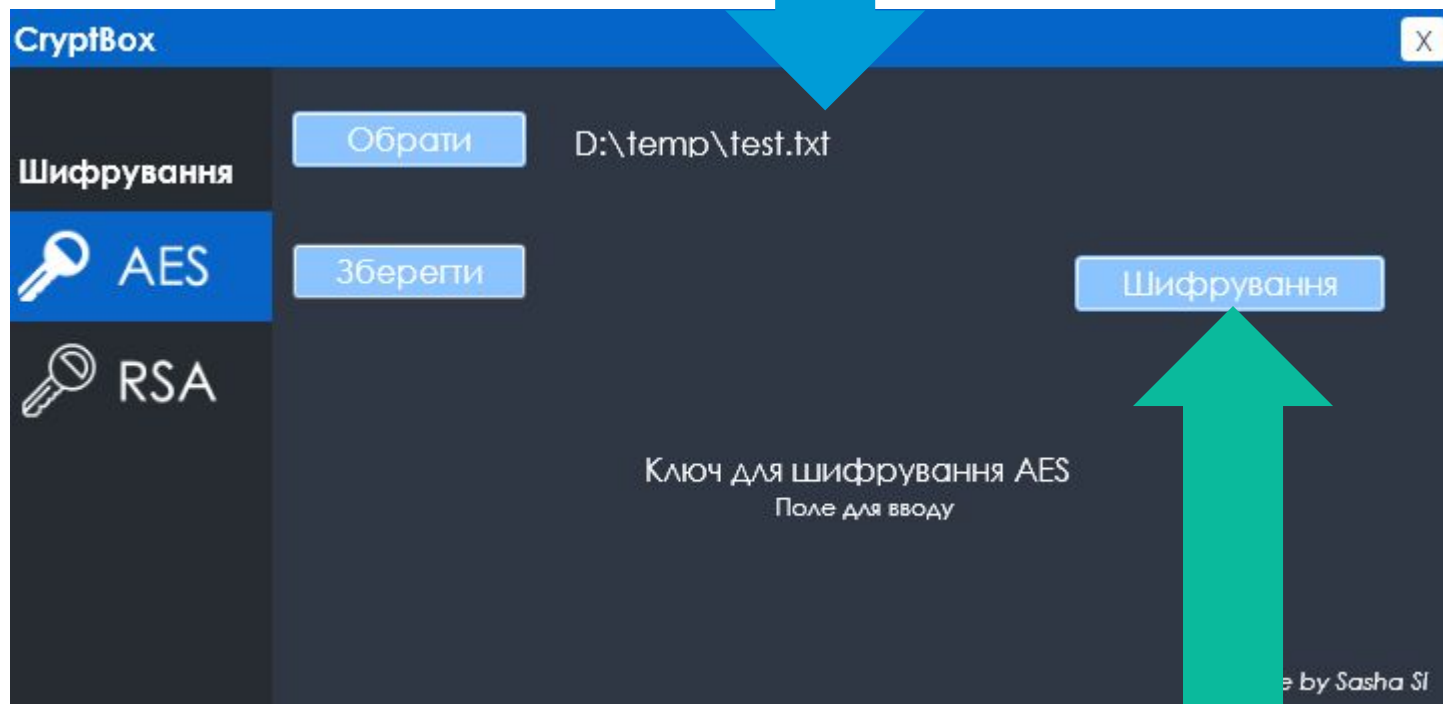 CryptBox
X
Шифрування
AES
RSA
Обрати
D:\temp\test.txt
Зберегти
Шифрування
Ключ для шифрування AES
Поле для вводу
by Sasha Sl